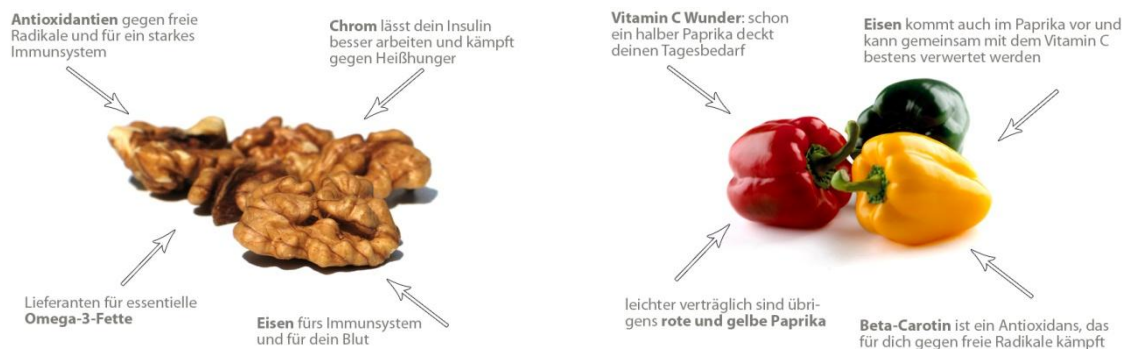 Antioxidantien gegen freie
Radikale und für ein starkes
Immunsystem
Chrom lässt dein Insulin
besser arbeiten und kämpft
gegen Heißhunger
Lieferanten für essentielle
Omega-3-Fette
Eisen fürs Immunsystem
und für dein Blut
Vitamin C Wunder: schon
ein halber Paprika deckt
deinen Tagesbedarf
Eisen kommt auch im Paprika vor und
kann gemeinsam mit dem Vitamin C
bestens verwertet werden
leichter verträglich sind übri-
gens rote und gelbe Paprika
Beta-Carotin ist ein Antioxidans, das
für dich gegen freie Radikale kämpft